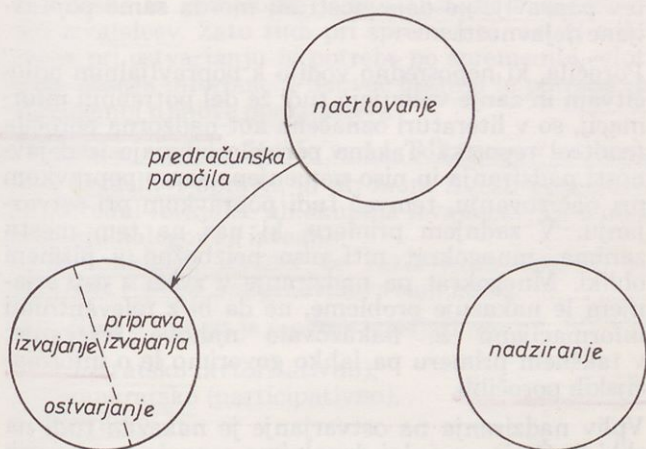 načrtovanje
predračunska
poročila
priprava
izvajanje izvajanja
ostvarjanje
nadziranje